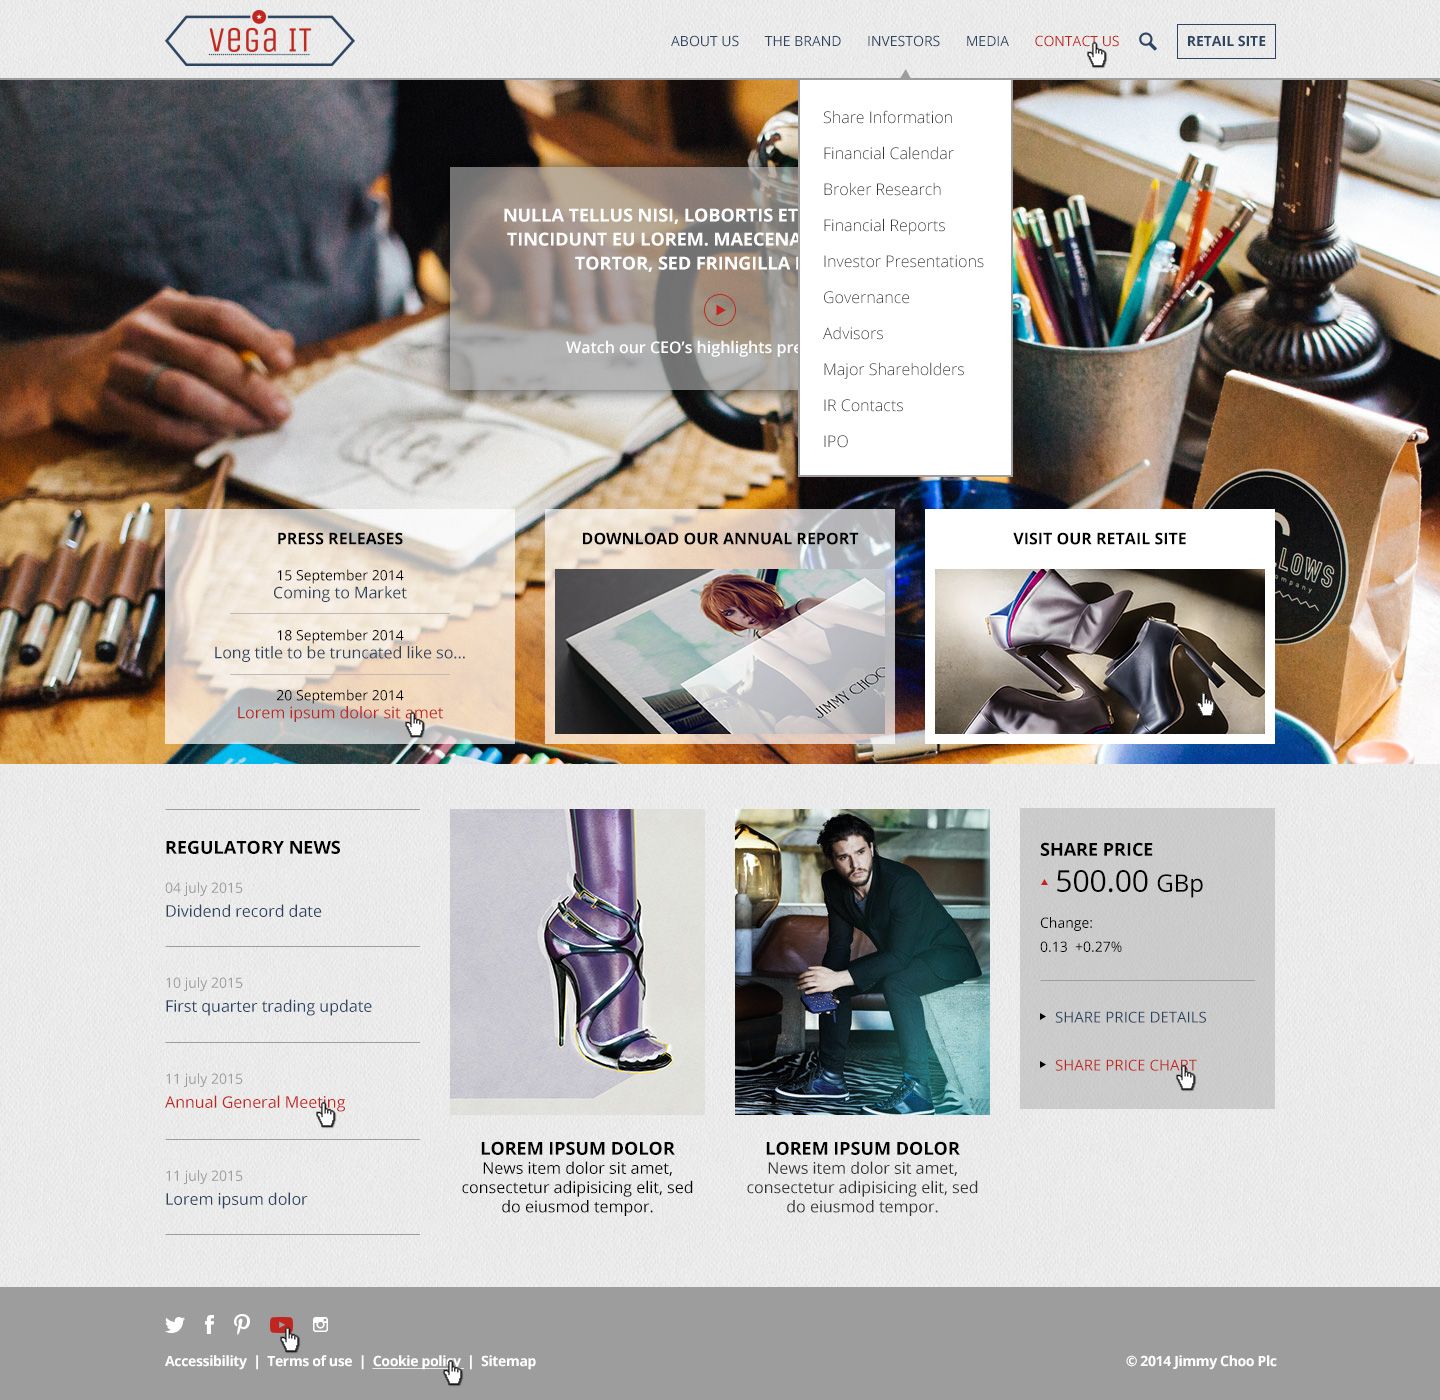 VEGA IT
ABOUT US THE BRAND INVESTORS MEDIA CONTACT US RETAIL SITE
Share Information
Financial Calendar
Broker Research
Financial Reports
Investor Presentations
Governance
Advisors
Major Shareholders
IR Contacts
IPO
NULLA TELLUS NISI, LOBORTIS ET
TINCIDUNT EU LOREM. MAECENA
TORTOR, SED FRINGILLA
Watch our CEO's highlights pre
PRESS RELEASES
15 September 2014
Coming to Market
18 September 2014
Long title to be truncated like so...
20 September 2014
Lorem ipsum dolor sit amet
DOWNLOAD OUR ANNUAL REPORT
JIMMY CHOO
VISIT OUR RETAIL SITE
LLOWS
ompany
REGULATORY NEWS
04 july 2015
Dividend record date
10 july 2015
First quarter trading update
11 july 2015
Annual General Meeting
11 july 2015
Lorem ipsum dolor
LOREM IPSUM DOLOR
News item dolor sit amet,
consectetur adipisicing elit, sed
do eiusmod tempor.
LOREM IPSUM DOLOR
News item dolor sit amet,
consectetur adipisicing elit, sed
do eiusmod tempor.
SHARE PRICE
500.00 GBp
Change:
0.13 +0.27%
SHARE PRICE DETAILS
SHARE PRICE CHART
Accessibility | Terms of use | Cookie policy | Sitemap
© 2014 Jimmy Choo Plc